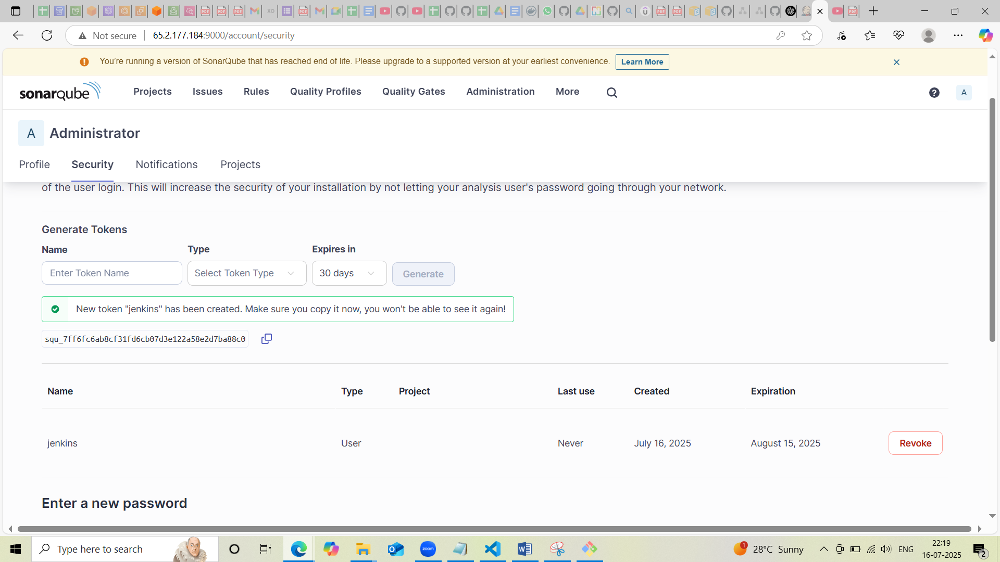 Not secure
65.2.177.184:9000/account/security
You're running a version of SonarQube that has reached end of life. Please upgrade to a supported version at your earliest convenience. Learn More
sonarqube
Projects Issues Rules Quality Profiles Quality Gates Administration More
A
A Administrator
Profile Security Notifications Projects
of the user login. This will increase the security of your installation by not letting your analysis user's password going through your network.
Generate Tokens
Name Type Expires in
Enter Token Name Select Token Type 30 days Generate
New token "jenkins" has been created. Make sure you copy it now, you won't be able to see it again!
squ_7ff6fc6ab8cf31fd6cb07d3e122a58e2d7ba88c0
Name Type Project Last use Created Expiration
jenkins User Never July 16, 2025 August 15, 2025 Revoke
Enter a new password
Type here to search
zoom
1
28°C Sunny
ENG
22:19
16-07-2025
2